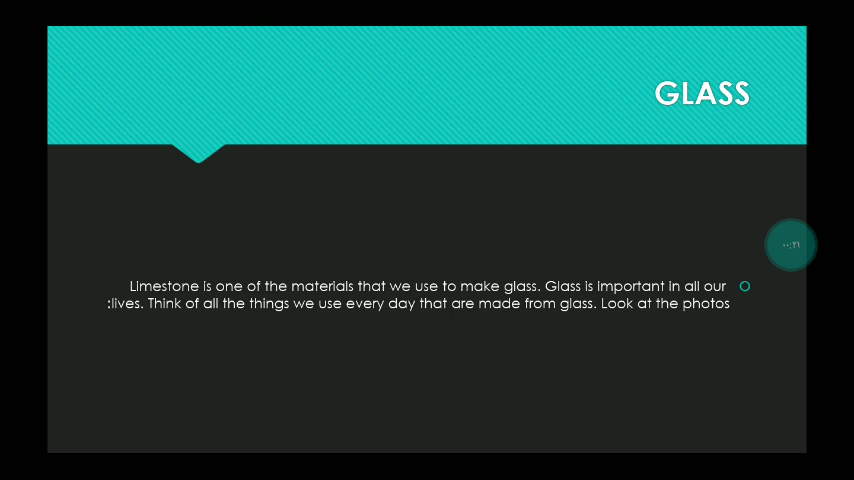 GLASS
Limestone is one of the materials that we use to make glass. Glass is important in all our
lives. Think of all the things we use every day that are made from glass. Look at the photos: